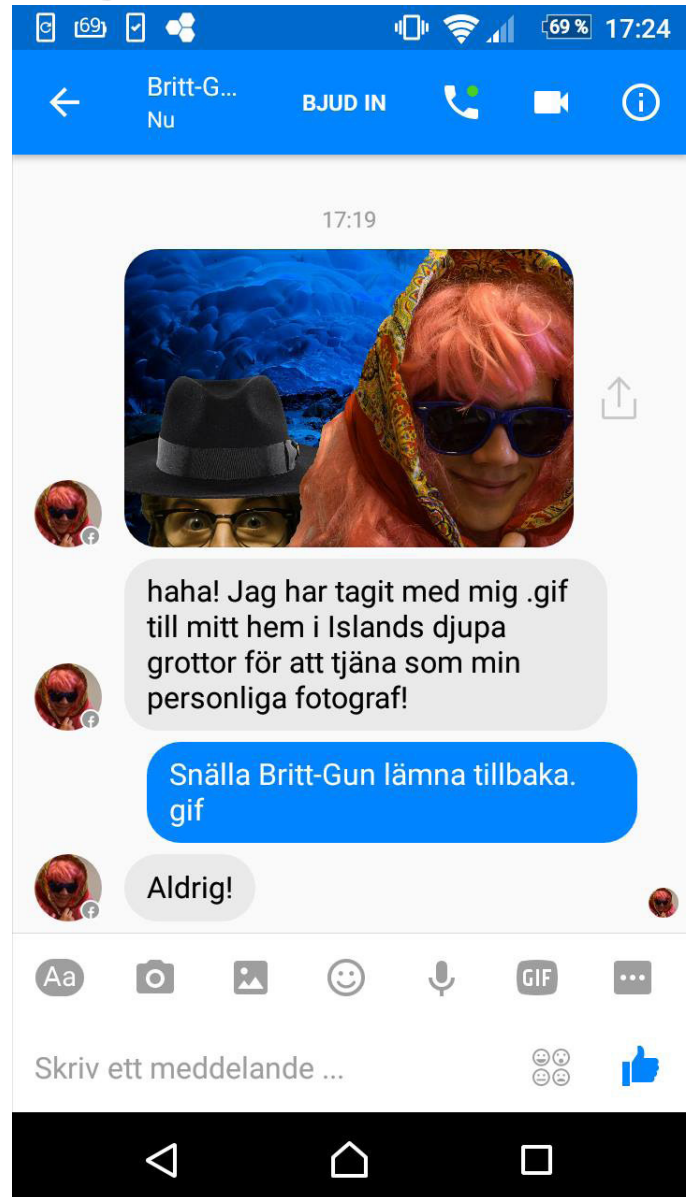 69
69 %
17:24
Britt-G...
BJUD IN
Nu
17:19
haha! Jag har tagit med mig .gif
till mitt hem i Islands djupa
grottor för att tjäna som min
personliga fotograf!
Snälla Britt-Gun lämna tillbaka.
gif
Aldrig!
Aa
GIF
Skriv ett meddelande ...